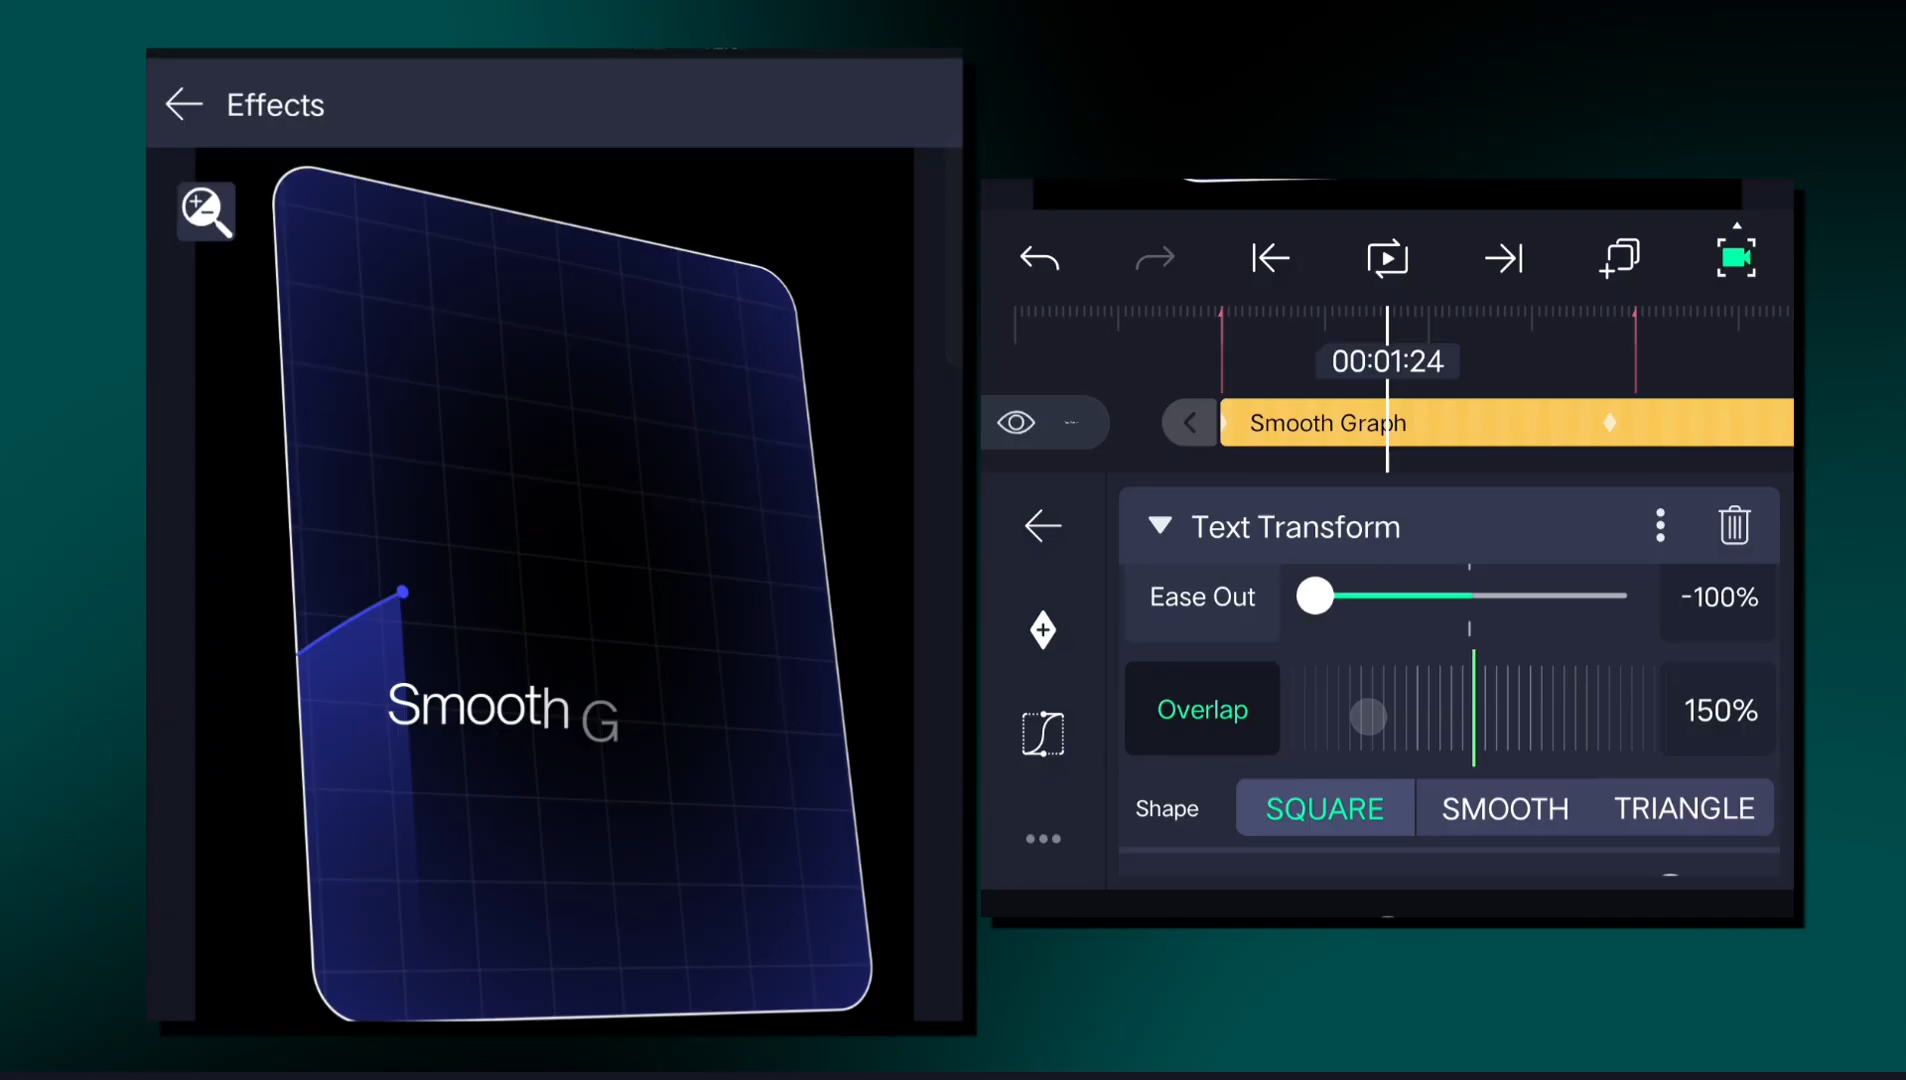 Effects
Smooth G
00:01:24
Smooth Graph
Text Transform
Ease Out
-100%
Overlap
150%
Shape
SQUARE
SMOOTH
TRIANGLE